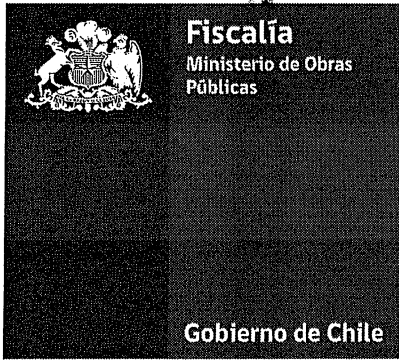 Fiscalía
Ministerio de Obras
Públicas
Gobierno de Chile